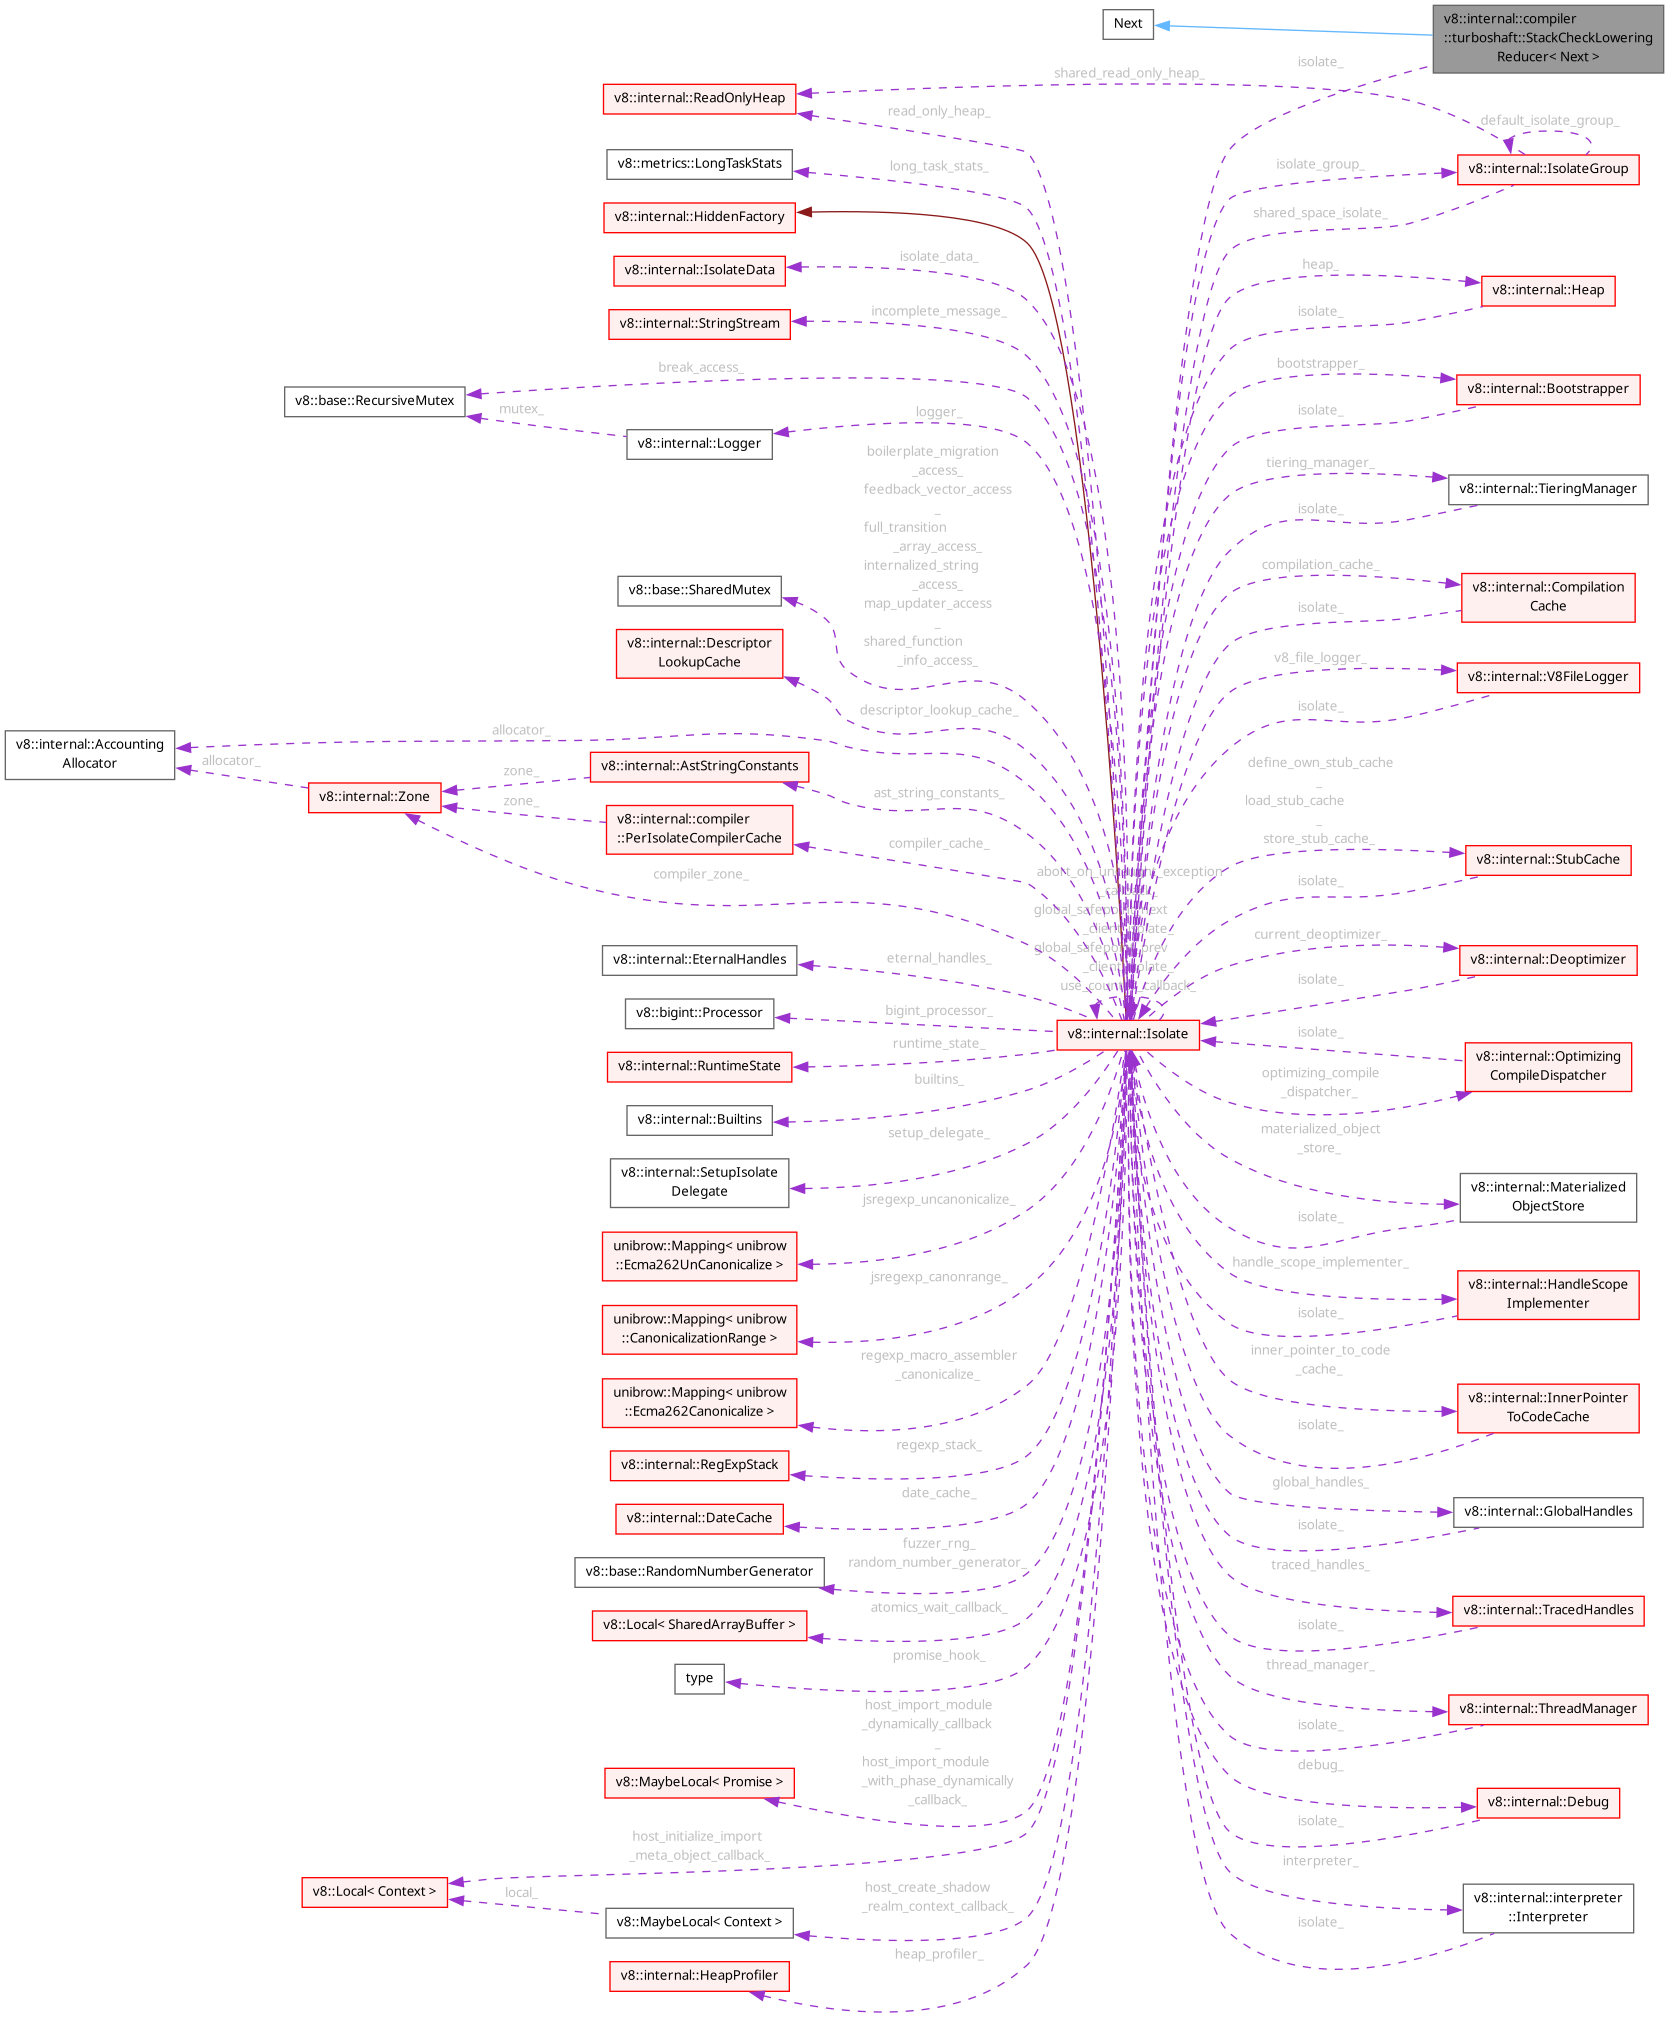 Next
v8::internal::compiler
::turboshaft::StackCheckLowering
Reducer< Next >
isolate_
shared_read_only_heap_
v8::internal::ReadOnlyHeap
read_only_heap_
default_isolate_group_
v8::metrics::LongTaskStats
long_task_stats_
isolate_group_
v8::internal::IsolateGroup
v8::internal::HiddenFactory
shared_space_isolate_
v8::internal::IsolateData
isolate_data_
heap_
v8::internal::Heap
v8::internal::StringStream
incomplete_message_
isolate_
break_access_
bootstrapper_
v8::internal::Bootstrapper
v8::base::RecursiveMutex
mutex_
logger_
isolate_
v8::internal::Logger
boilerplate_migration
_access_
feedback_vector_access
_
full_transition
_array_access_
internalized_string
_access_
map_updater_access
_
shared_function
_info_access_
tiering_manager_
v8::internal::TieringManager
isolate_
v8::base::SharedMutex
compilation_cache_
v8::internal::Compilation
Cache
isolate_
v8::internal::Descriptor
LookupCache
v8_file_logger_
v8::internal::V8FileLogger
descriptor_lookup_cache_
isolate_
v8::internal::Accounting
Allocator
allocator_
allocator_
v8::internal::AstStringConstants
zone_
ast_string_constants_
define_own_stub_cache
_
load_stub_cache
_
store_stub_cache_
v8::internal::Zone
zone_
v8::internal::compiler
::PerIsolateCompilerCache
compiler_cache_
v8::internal::StubCache
compiler_zone_
isolate_
_client_isolate_
_client_isolate_
v8::internal::EternalHandles
eternal_handles_
current_deoptimizer_
v8::internal::Deoptimizer
isolate_
v8::bigint::Processor
bigint_processor_
v8::internal::Isolate
isolate_
v8::internal::RuntimeState
runtime_state_
v8::internal::Optimizing
CompileDispatcher
optimizing_compile
_dispatcher_
v8::internal::Builtins
builtins_
v8::internal::SetupIsolate
Delegate
setup_delegate_
materialized_object
_store_
v8::internal::Materialized
ObjectStore
isolate_
unibrow::Mapping< unibrow
::Ecma262UnCanonicalize >
jsregexp_uncanonicalize_
handle_scope_implementer_
v8::internal::HandleScope
Implementer
isolate_
unibrow::Mapping< unibrow
::CanonicalizationRange >
jsregexp_canonrange_
inner_pointer_to_code
_cache_
v8::internal::InnerPointer
ToCodeCache
isolate_
unibrow::Mapping< unibrow
::Ecma262Canonicalize >
regexp_macro_assembler
_canonicalize_
v8::internal::RegExpStack
regexp_stack_
global_handles_
v8::internal::GlobalHandles
isolate_
v8::internal::DateCache
date_cache_
v8::base::RandomNumberGenerator
fuzzer_rng_
random_number_generator_
traced_handles_
v8::internal::TracedHandles
isolate_
v8::Local< SharedArrayBuffer >
atomics_wait_callback_
type
promise_hook_
thread_manager_
v8::internal::ThreadManager
isolate_
host_import_module
_dynamically_callback
_
host_import_module
_with_phase_dynamically
_callback_
v8::MaybeLocal< Promise >
debug_
v8::internal::Debug
isolate_
host_initialize_import
_meta_object_callback_
v8::Local< Context >
local_
v8::MaybeLocal< Context >
host_create_shadow
_realm_context_callback_
interpreter_
v8::internal::interpreter
::Interpreter
isolate_
v8::internal::HeapProfiler
heap_profiler_